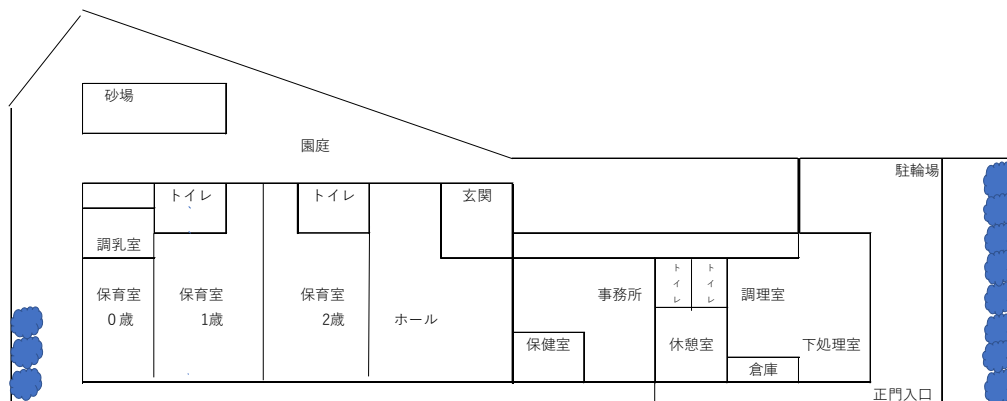 砂場
園庭
駐輪場
トイレ
トイレ
玄関
調乳室
保育室
0歳
保育室
1歳
保育室
2歳
ホール
事務所
トイレ
トイレ
調理室
保健室
休憩室
下処理室
倉庫
正門入口